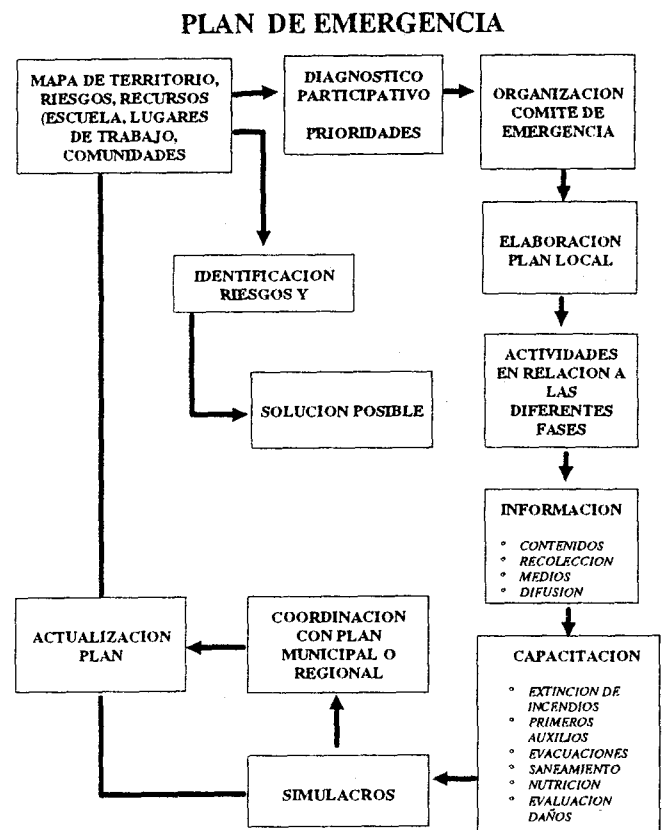 PLAN DE EMERGENCIA
MAPA DE TERRITORIO,
RIESGOS, RECURSOS
(ESCUELA, LUGARES
DE TRABAJO,
COMUNIDADES
DIAGNOSTICO
PARTICIPATIVO
PRIORIDADES
ORGANIZACION
COMITE DE
EMERGENCIA
ELABORACION
PLAN LOCAL
IDENTIFICACION
RIESGOS Y
ACTIVIDADES
EN RELACION A
LAS
DIFERENTES
FASES
SOLUCION POSIBLE
INFORMACION
° CONTENIDOS
° RECOLECCION
° MEDIOS
° DIFUSION
CAPACITACION
° EXTINCION DE
INCENDIOS
° PRIMEROS
AUXILIOS
° EVACUACIONES
° SANEAMIENTO
° NUTRICION
° EVALUACION
DAÑOS
SIMULACROS
COORDINACION
CON PLAN
MUNICIPAL O
REGIONAL
ACTUALIZACION
PLAN